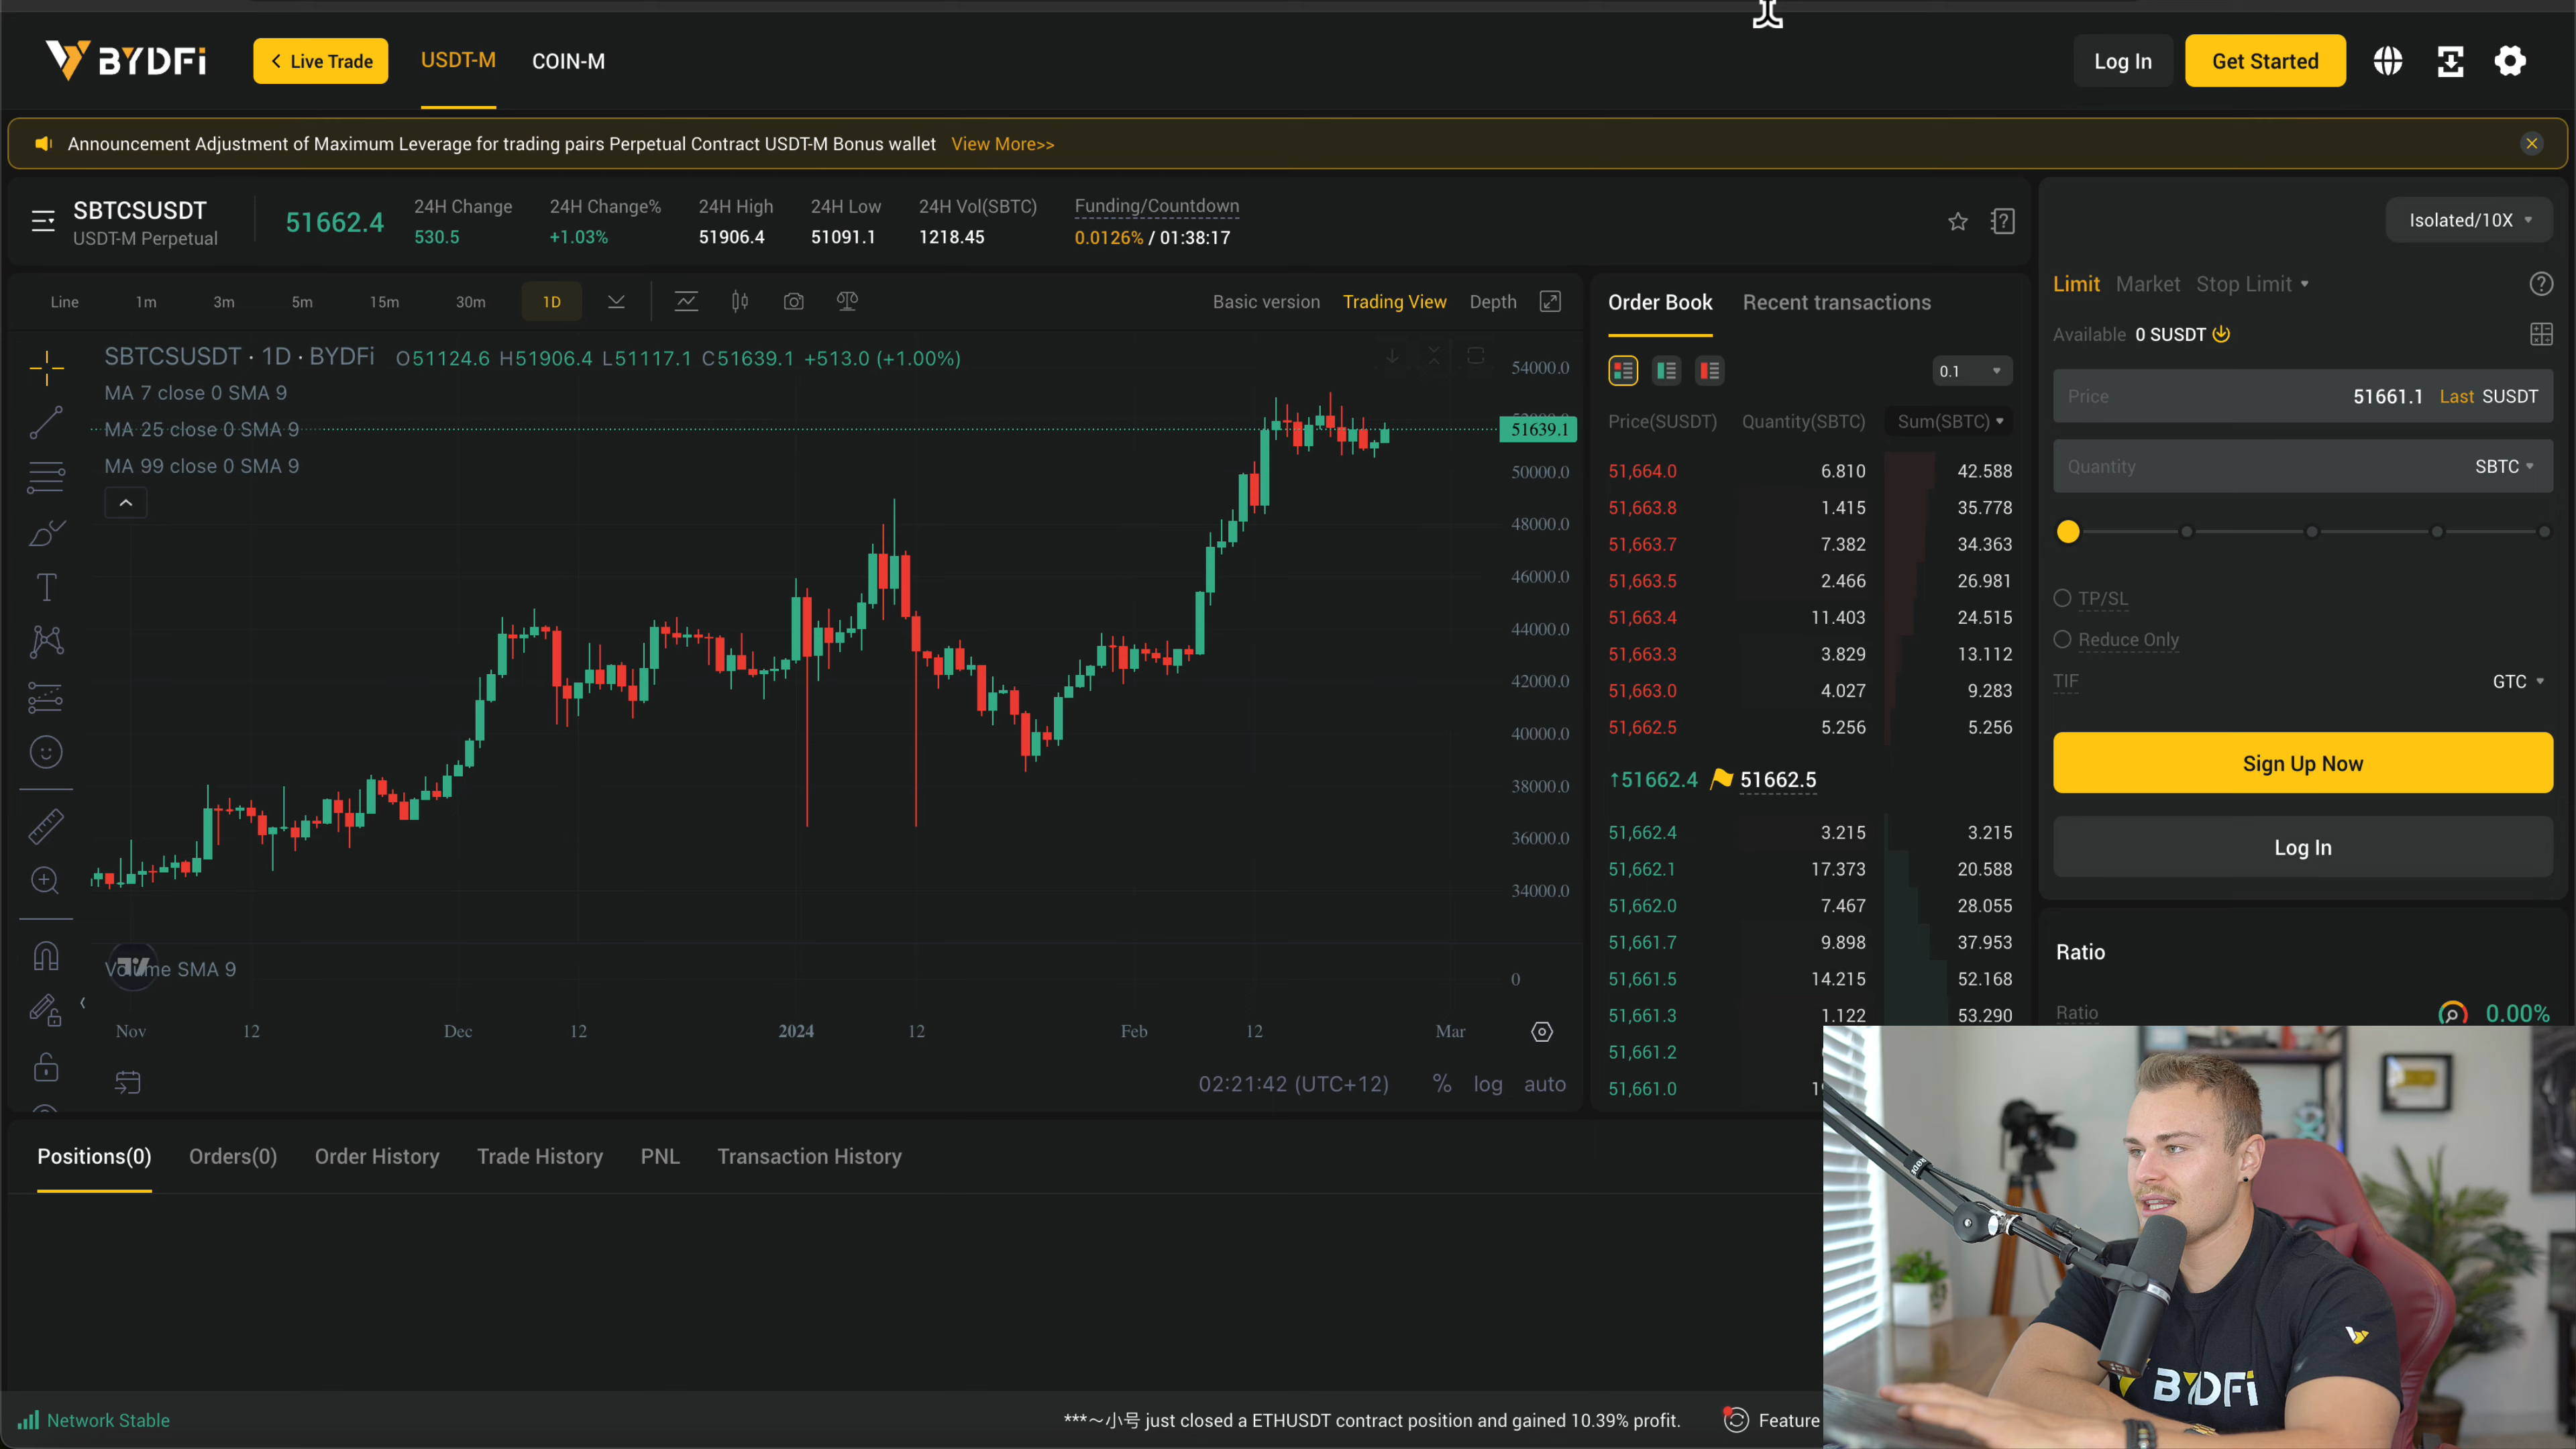 BYDFi
Live Trade
USDT-M
COIN-M
Log In
Get Started
Announcement Adjustment of Maximum Leverage for trading pairs Perpetual Contract USDT-M Bonus wallet View More>>
SBTCSUSDT
USDT-M Perpetual
51662.4
24H Change
530.5
24H Change%
+1.03%
24H High
51906.4
24H Low
51091.1
24H Vol(SBTC)
1218.45
Funding/Countdown
0.0126% / 01:38:17
Isolated/10X
Line 1m 3m 5m 15m 30m 1D
Basic version Trading View Depth
SBTCSUSDT · 1D · BYDFi O51124.6 H51906.4 L51117.1 C51639.1 +513.0 (+1.00%)
MA 7 close 0 SMA 9
MA 25 close 0 SMA 9
MA 99 close 0 SMA 9
54000.0
51639.1
50000.0
48000.0
46000.0
44000.0
42000.0
40000.0
38000.0
36000.0
34000.0
Volume SMA 9
0
Nov 12 Dec 12 2024 12 Feb 12 Mar
02:21:42 (UTC+12) % log auto
Order Book Recent transactions
0.1
Price(SUSDT) Quantity(SBTC) Sum(SBTC)
51,664.0 6.810 42.588
51,663.8 1.415 35.778
51,663.7 7.382 34.363
51,663.5 2.466 26.981
51,663.4 11.403 24.515
51,663.3 3.829 13.112
51,663.0 4.027 9.283
51,662.5 5.256 5.256
↑51662.4 51662.5
51,662.4 3.215 3.215
51,662.1 17.373 20.588
51,662.0 7.467 28.055
51,661.7 9.898 37.953
51,661.5 14.215 52.168
51,661.3 1.122 53.290
51,661.2
51,661.0
Limit Market Stop Limit
Available 0 SUSDT
Price 51661.1 Last SUSDT
Quantity SBTC
TP/SL
Reduce Only
TIF GTC
Sign Up Now
Log In
Ratio
Ratio 0.00%
Positions(0) Orders(0) Order History Trade History PNL Transaction History
Network Stable
***～小号 just closed a ETHUSDT contract position and gained 10.39% profit.
Feature
RØDE
BYDFi